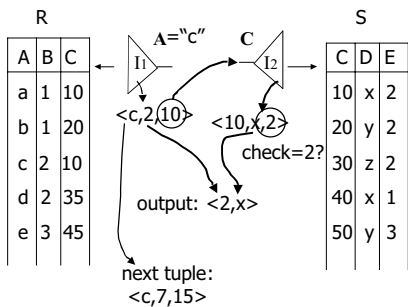 R
A B C
a 1 10
b 1 20
c 2 10
d 2 35
e 3 45
A="c"
I1
<c,2,10>
C
I2
<10,x,2>
check=2?
output: <2,x>
next tuple:
<c,7,15>
S
C D E
10 x 2
20 y 2
30 z 2
40 x 1
50 y 3